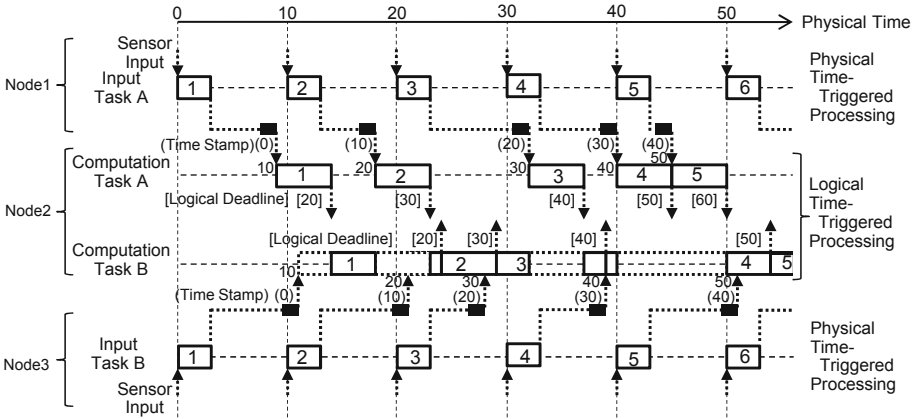 0 10 20 30 40 50 Physical Time
Sensor
Input
Node1
Input
Task A
1 2 3 4 5 6
Physical
Time-
Triggered
Processing
(Time Stamp)(0) (10) (20) (30) (40)
10 20 30 40 50
Computation
Task A
1 2 3 4 5
[Logical Deadline] [20] [30] [40] [50] [60]
Node2
Logical
Time-
Triggered
Processing
[Logical Deadline] [20] [30] [40] [50]
Computation
Task B
1 2 3 4 5
10 20 30 40 50
(Time Stamp) (0) (10) (20) (30) (40)
Node3
Input
Task B
1 2 3 4 5 6
Physical
Time-
Triggered
Processing
Sensor
Input